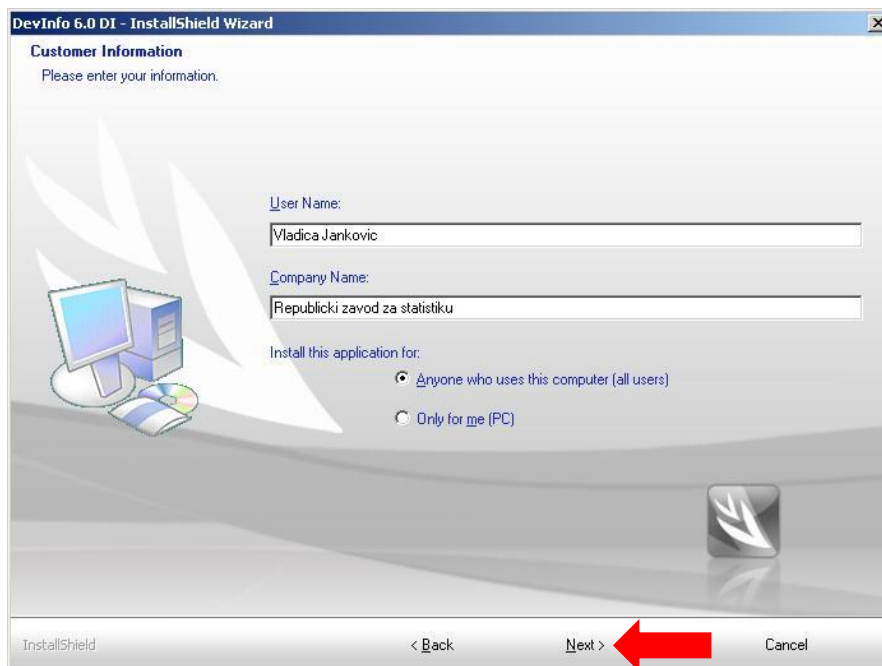 DevInfo 6.0 DI - InstallShield Wizard
Customer Information
Please enter your information.
User Name:
Vladica Jankovic
Company Name:
Republicki zavod za statistiku
Install this application for:
Anyone who uses this computer (all users)
Only for me (PC)
InstallShield
< Back
Next >
Cancel